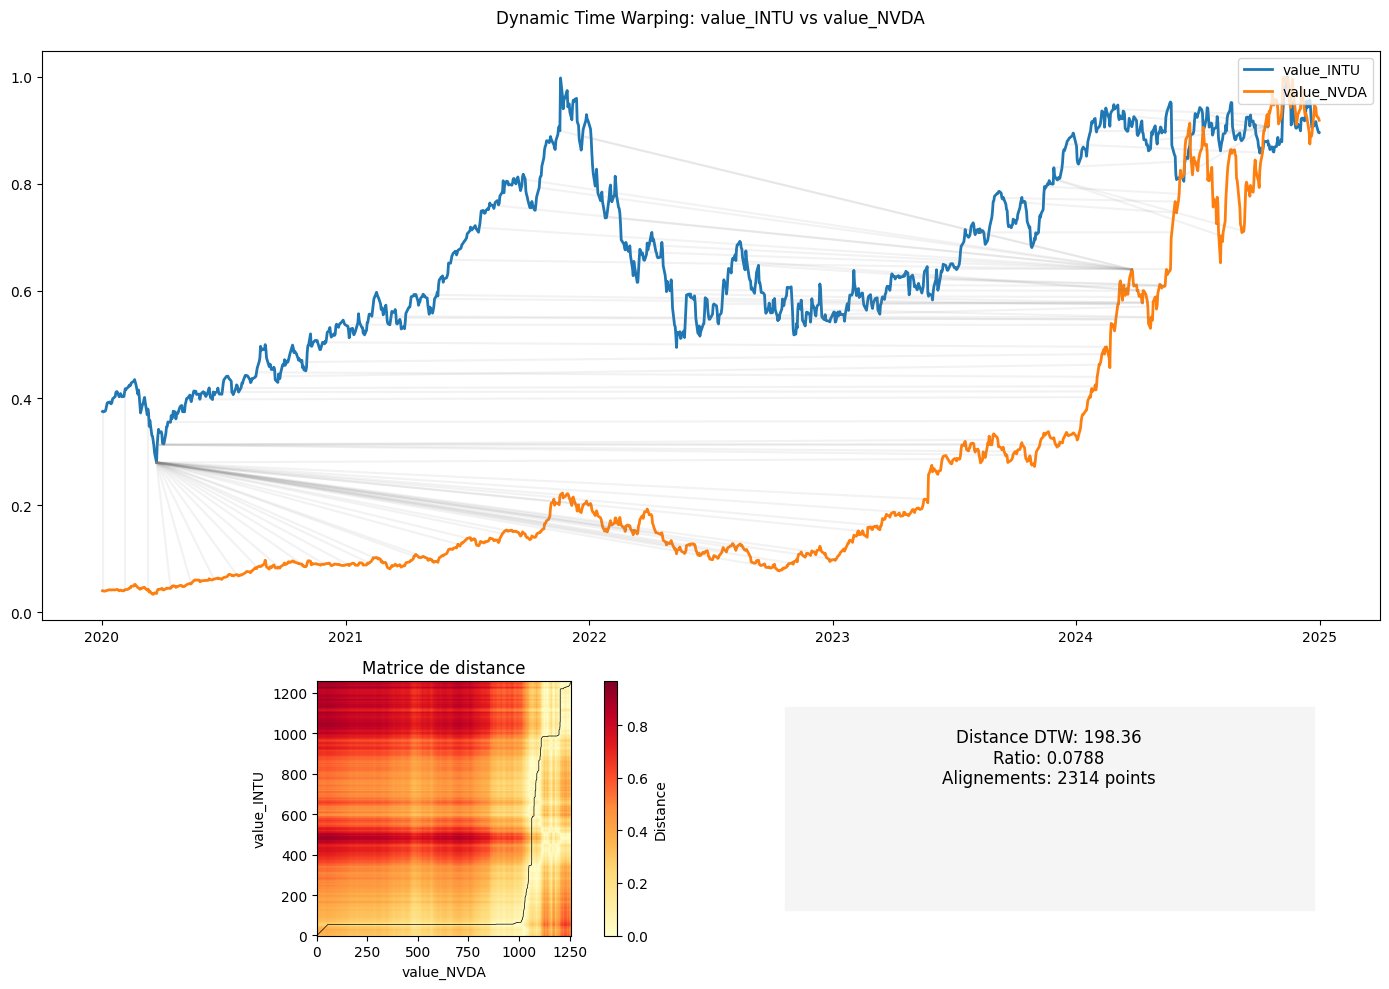 Dynamic Time Warping: value_INTU vs value_NVDA
value_INTU
value_NVDA
1.0
0.8
0.6
0.4
0.2
0.0
2020 2021 2022 2023 2024 2025
Matrice de distance
value_INTU
1200
1000
800
600
400
200
0
0 250 500 750 1000 1250
value_NVDA
0.8
0.6
0.4
0.2
0.0
Distance
Distance DTW: 198.36
Ratio: 0.0788
Alignements: 2314 points